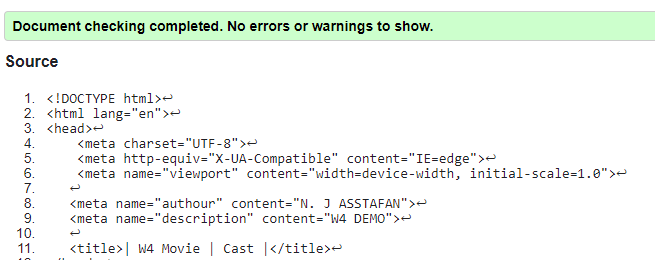 Document checking completed. No errors or warnings to show.
Source
1. <!DOCTYPE html>↩
2. <html lang="en">↩
3. <head>↩
4.     <meta charset="UTF-8">↩
5.     <meta http-equiv="X-UA-Compatible" content="IE=edge">↩
6.     <meta name="viewport" content="width=device-width, initial-scale=1.0">↩
7.    ↩
8.    <meta name="authour" content="N. J ASSTAFAN">↩
9.    <meta name="description" content="W4 DEMO">↩
10.    ↩
11.    <title>| W4 Movie | Cast |</title>↩